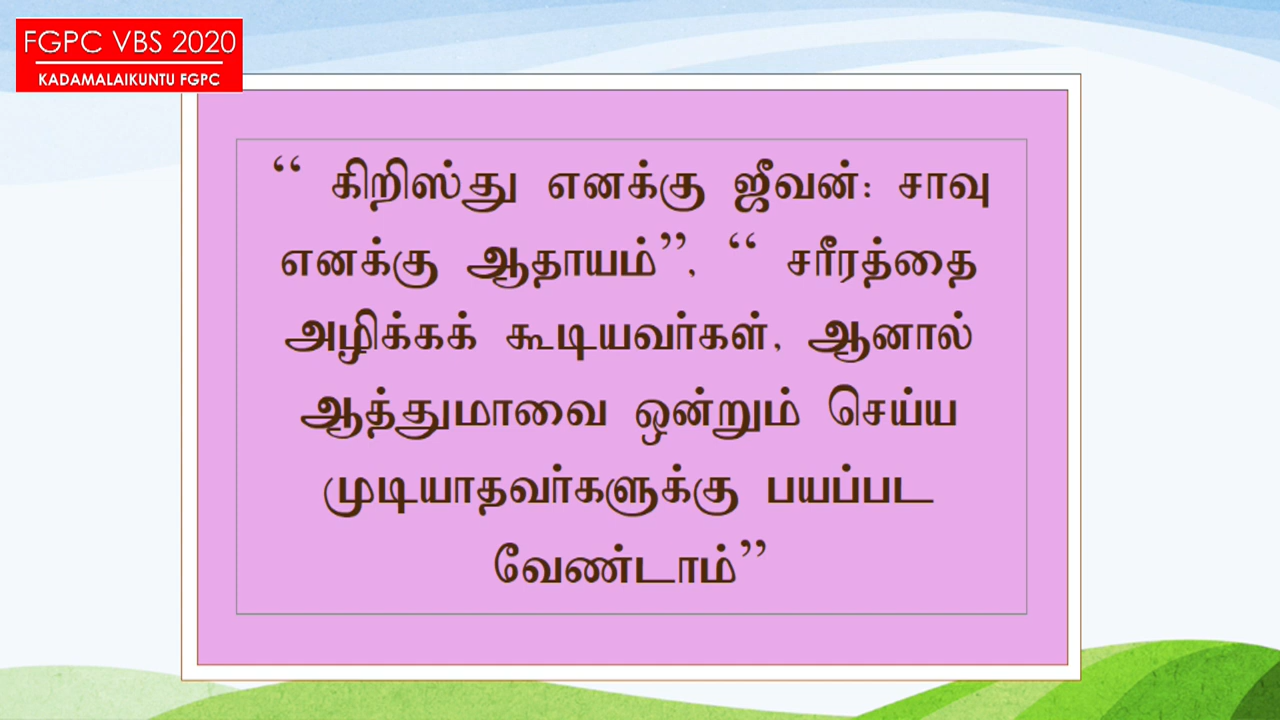 FGPC VBS 2020
KADAMALAIKUNTU FGPC
“ கிறிஸ்து எனக்கு ஜீவன்: சாவு
எனக்கு ஆதாயம்”, “ சரீரத்தை
அழிக்கக் கூடியவர்கள், ஆனால்
ஆத்துமாவை ஒன்றும் செய்ய
முடியாதவர்களுக்கு பயப்பட
வேண்டாம்”